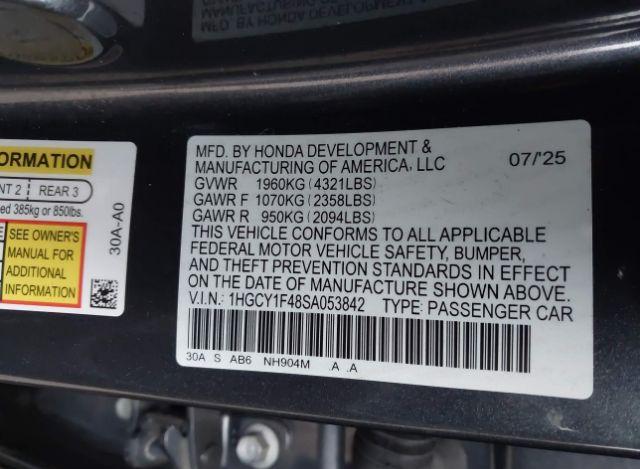 MFD. BY HONDA DEVELOPMENT &
MANUFACTURING OF AMERICA, LLC 07/'25
GVWR 1960KG (4321LBS)
GAWR F 1070KG (2358LBS)
GAWR R 950KG (2094LBS)
THIS VEHICLE CONFORMS TO ALL APPLICABLE
FEDERAL MOTOR VEHICLE SAFETY, BUMPER,
AND THEFT PREVENTION STANDARDS IN EFFECT
ON THE DATE OF MANUFACTURE SHOWN ABOVE.
V.I.N.: 1HGCY1F48SA053842 TYPE: PASSENGER CAR
30A S AB6 NH904M .A .A
2 REAR 3
385kg or 850lbs.
SEE OWNER'S
MANUAL FOR
ADDITIONAL
INFORMATION
30A-A0